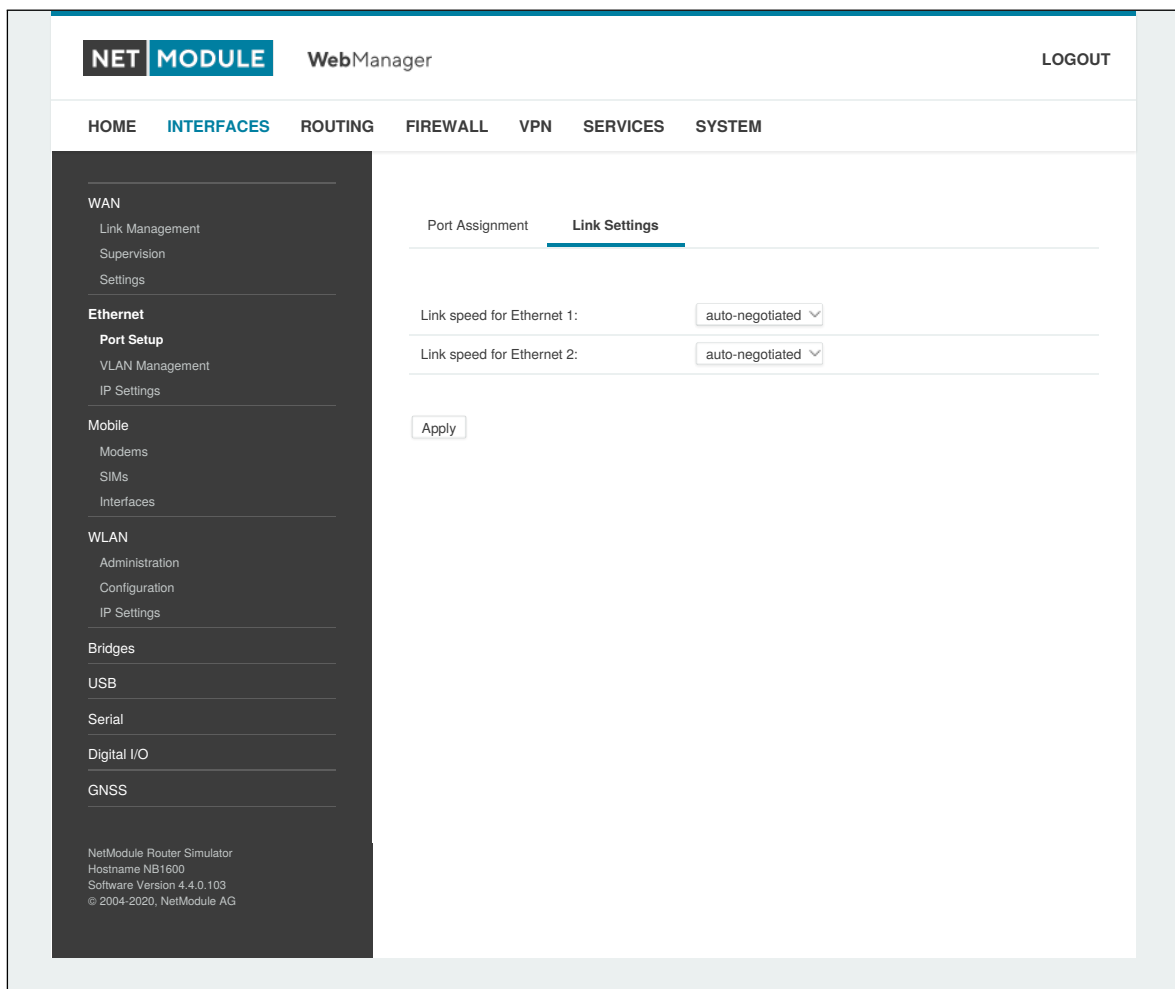 NET MODULE WebManager LOGOUT
HOME INTERFACES ROUTING FIREWALL VPN SERVICES SYSTEM
WAN
Link Management
Supervision
Settings
Ethernet
Port Setup
VLAN Management
IP Settings
Mobile
Modems
SIMs
Interfaces
WLAN
Administration
Configuration
IP Settings
Bridges
USB
Serial
Digital I/O
GNSS
NetModule Router Simulator
Hostname NB1600
Software Version 4.4.0.103
© 2004-2020, NetModule AG
Port Assignment Link Settings
Link speed for Ethernet 1: auto-negotiated
Link speed for Ethernet 2: auto-negotiated
Apply